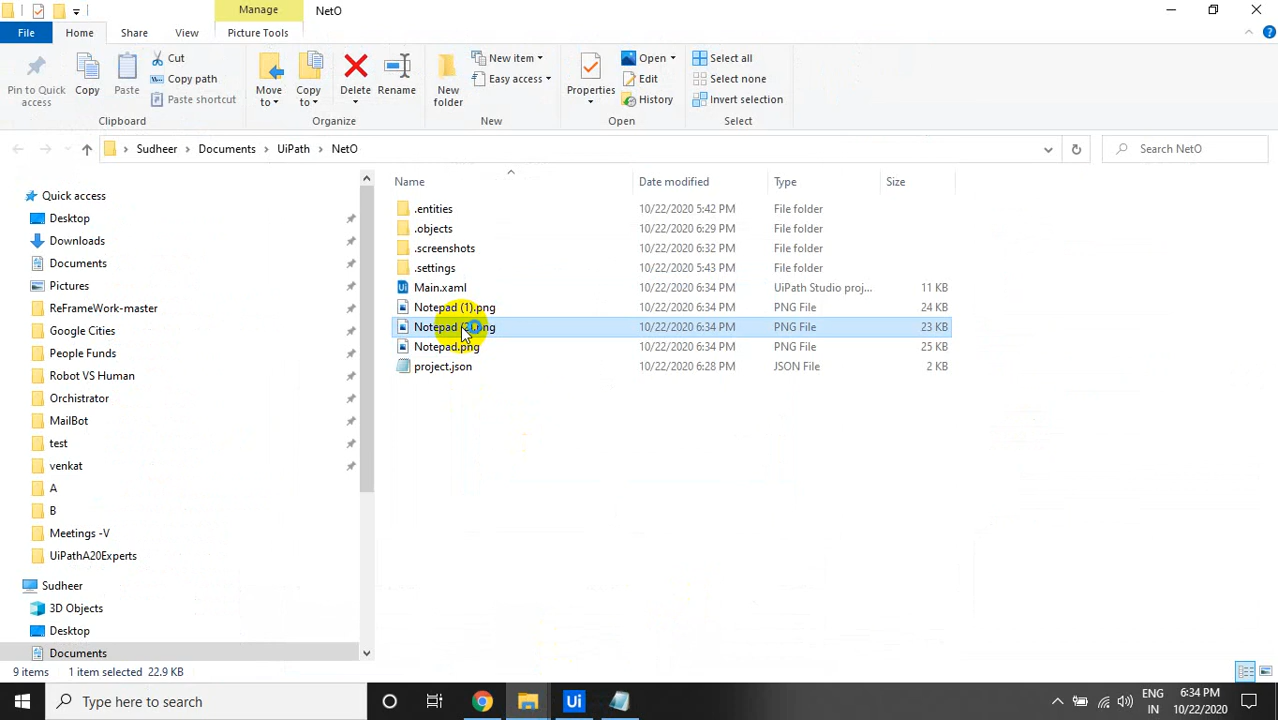 Manage
NetO
File
Home
Share
View
Picture Tools
Pin to Quick access
Copy
Paste
Cut
Copy path
Paste shortcut
Clipboard
Move to
Copy to
Delete
Rename
Organize
New folder
New item
Easy access
New
Properties
Open
Edit
History
Open
Select all
Select none
Invert selection
Select
Sudheer > Documents > UiPath > NetO
Search NetO
Name Date modified Type Size
.entities 10/22/2020 5:42 PM File folder
.objects 10/22/2020 6:29 PM File folder
.screenshots 10/22/2020 6:32 PM File folder
.settings 10/22/2020 5:43 PM File folder
Main.xaml 10/22/2020 6:34 PM UiPath Studio proj... 11 KB
Notepad (1).png 10/22/2020 6:34 PM PNG File 24 KB
Notepad (2).png 10/22/2020 6:34 PM PNG File 23 KB
Notepad.png 10/22/2020 6:34 PM PNG File 25 KB
project.json 10/22/2020 6:28 PM JSON File 2 KB
Quick access
Desktop
Downloads
Documents
Pictures
ReFrameWork-master
Google Cities
People Funds
Robot VS Human
Orchistrator
MailBot
test
venkat
A
B
Meetings -V
UiPathA20Experts
Sudheer
3D Objects
Desktop
Documents
9 items 1 item selected 22.9 KB
Type here to search
Ui
ENG
IN
6:34 PM
10/22/2020